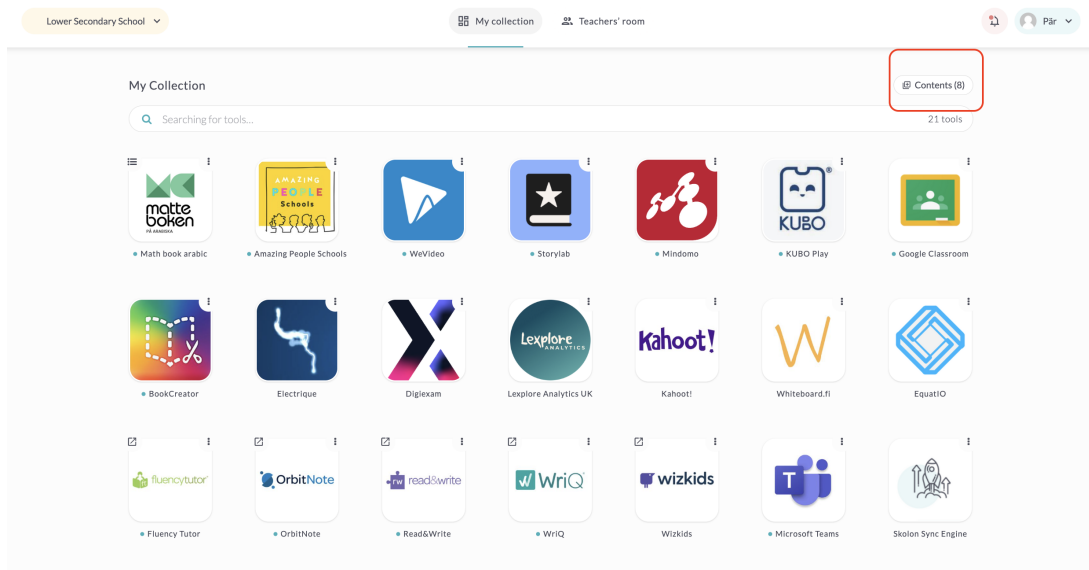 Lower Secondary School
My collection
Teachers' room
Pär
My Collection
Contents (8)
Searching for tools...
21 tools
matte
boken
PÅ ARABISKA
AMAZING
PEOPLE
Schools
KUBO®
Math book arabic
Amazing People Schools
WeVideo
Storylab
Mindomo
KUBO Play
Google Classroom
Lexplore
ANALYTICS
Kahoot!
W
BookCreator
Electrique
Digiexam
Lexplore Analytics UK
Kahoot!
Whiteboard.fi
EquatIO
fluencytutor
OrbitNote
rw read&write
W WriQ
wizkids
T
Fluency Tutor
OrbitNote
Read&Write
WriQ
Wizkids
Microsoft Teams
Skolon Sync Engine